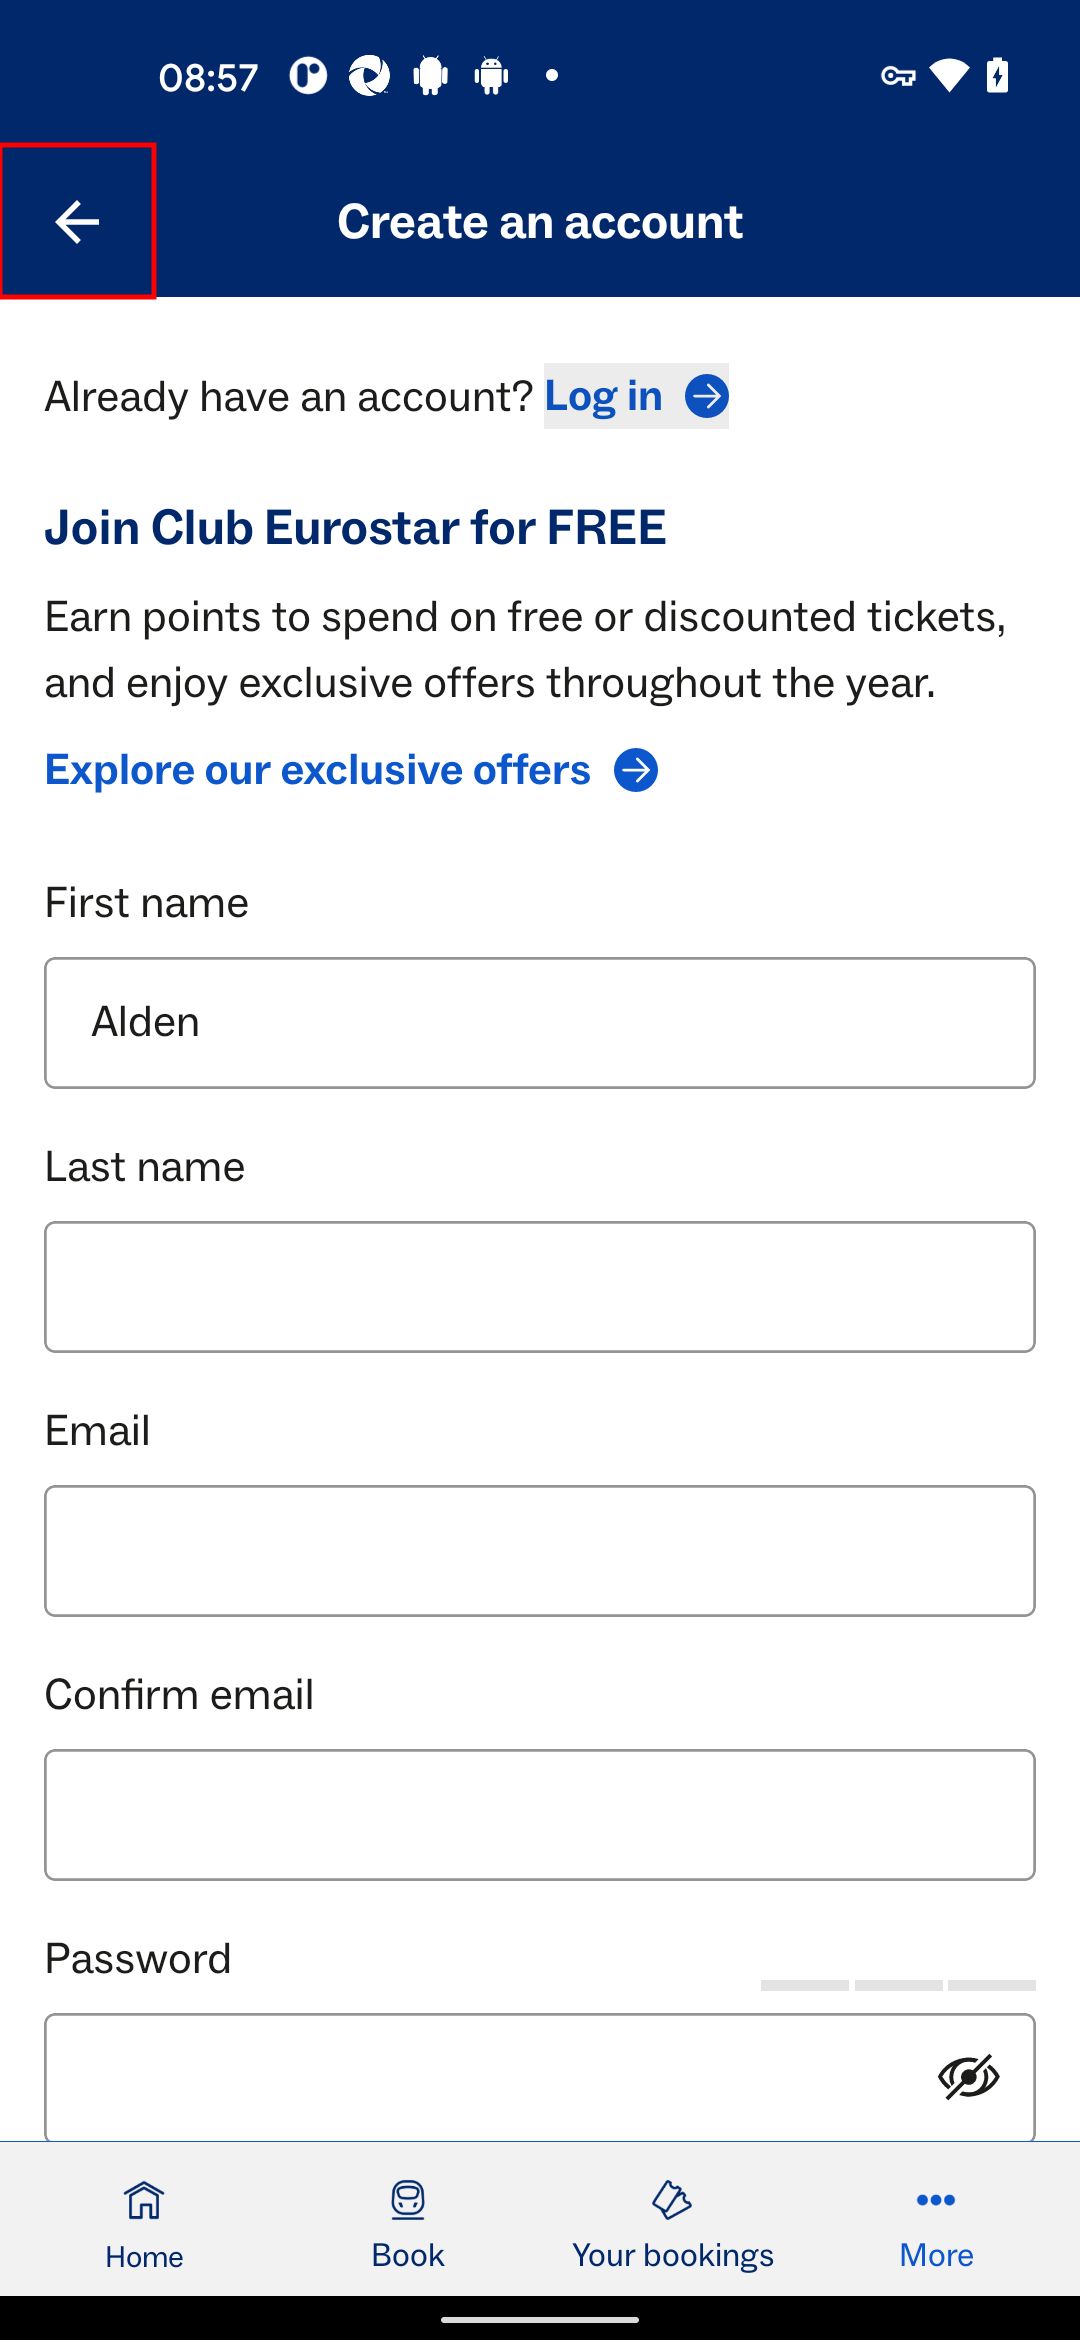 08:57
Create an account
Already have an account? Log in
Join Club Eurostar for FREE
Earn points to spend on free or discounted tickets,
and enjoy exclusive offers throughout the year.
Explore our exclusive offers
First name
Alden
Last name
Email
Confirm email
Password
Home
Book
Your bookings
More